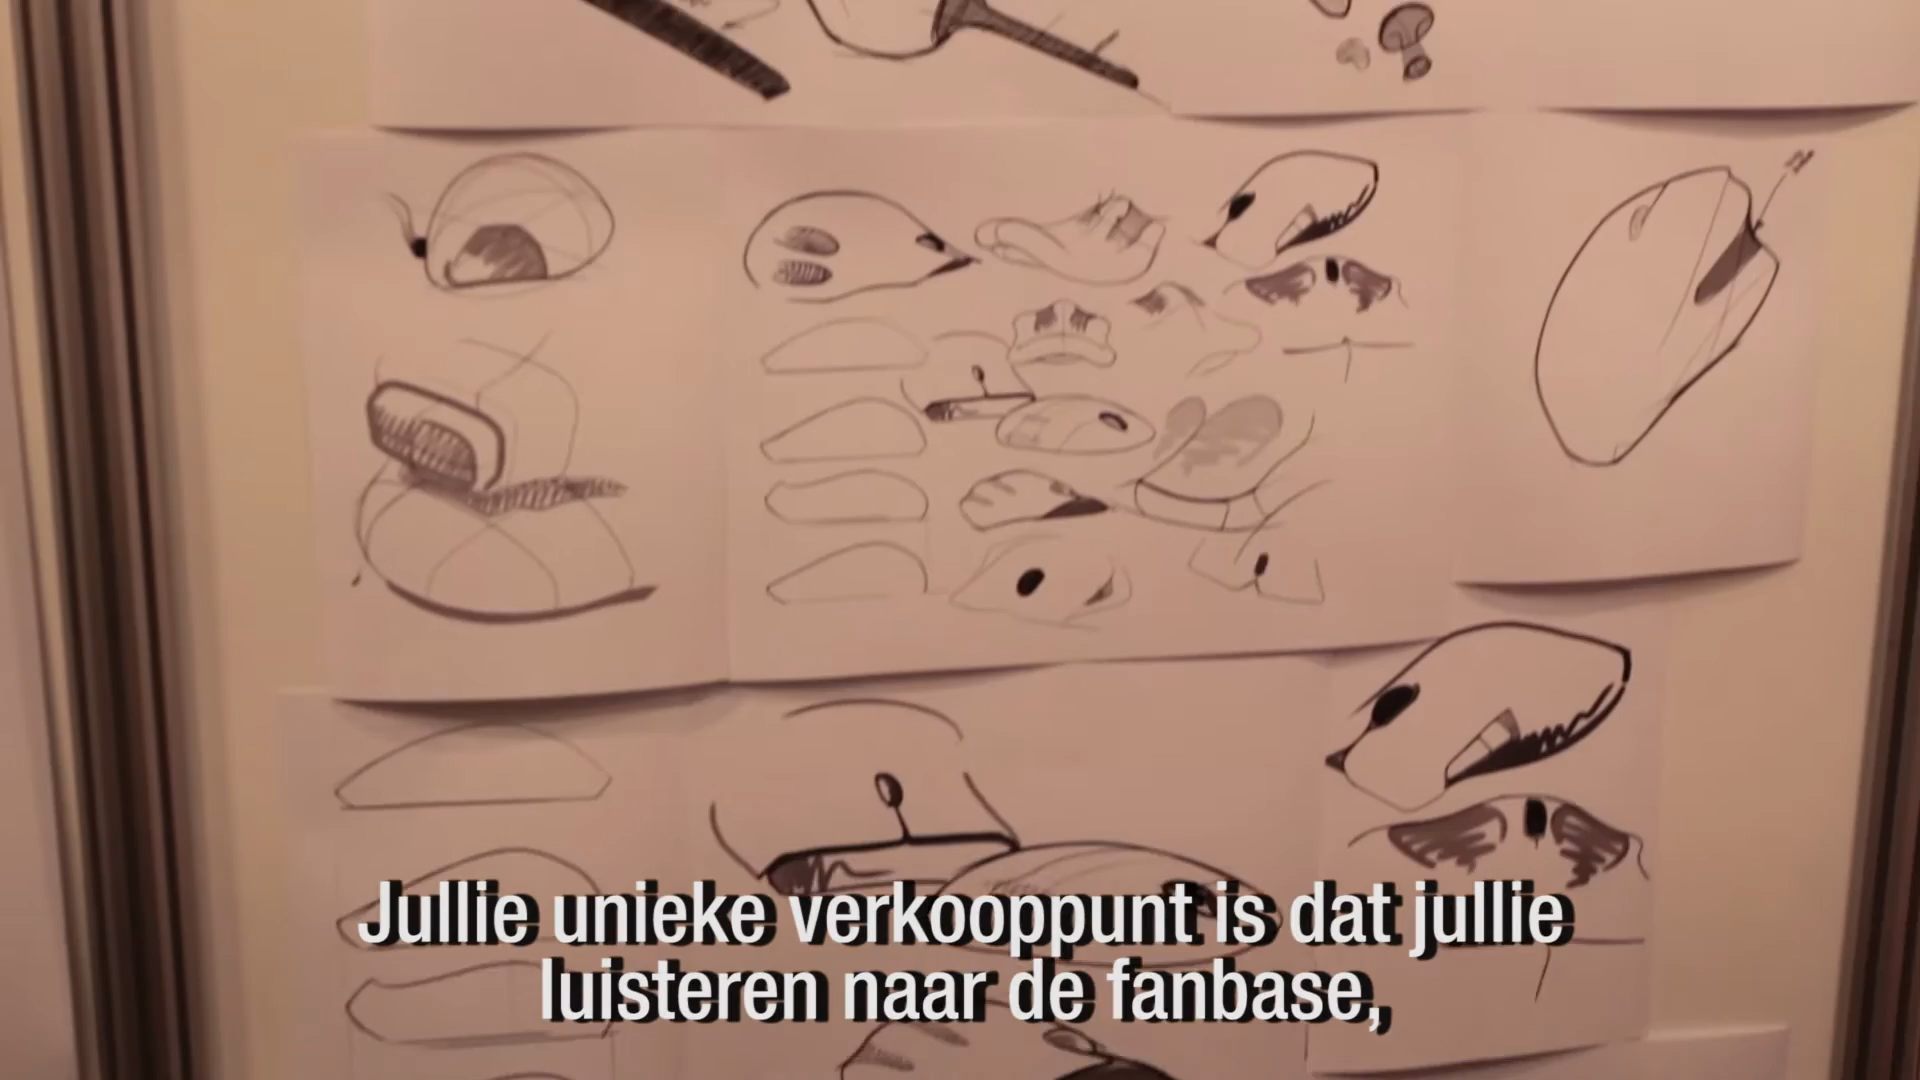 Jullie unieke verkooppunt is dat jullie
luisteren naar de fanbase,